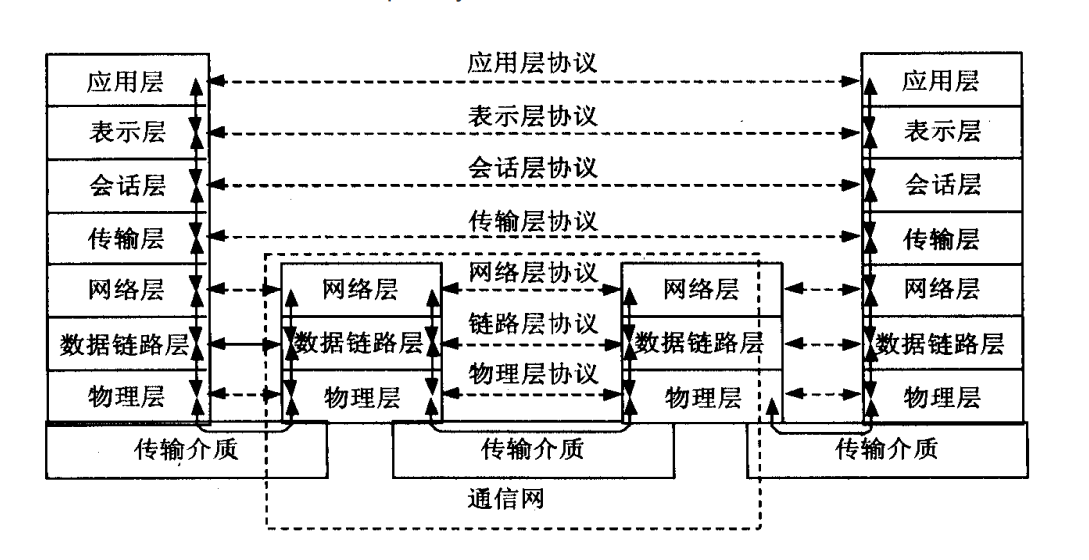 应用层
应用层协议
应用层
表示层
表示层协议
表示层
会话层
会话层协议
会话层
传输层
传输层协议
传输层
网络层
网络层
网络层协议
网络层
网络层
数据链路层
数据链路层
链路层协议
数据链路层
数据链路层
物理层
物理层
物理层协议
物理层
物理层
传输介质
传输介质
传输介质
通信网